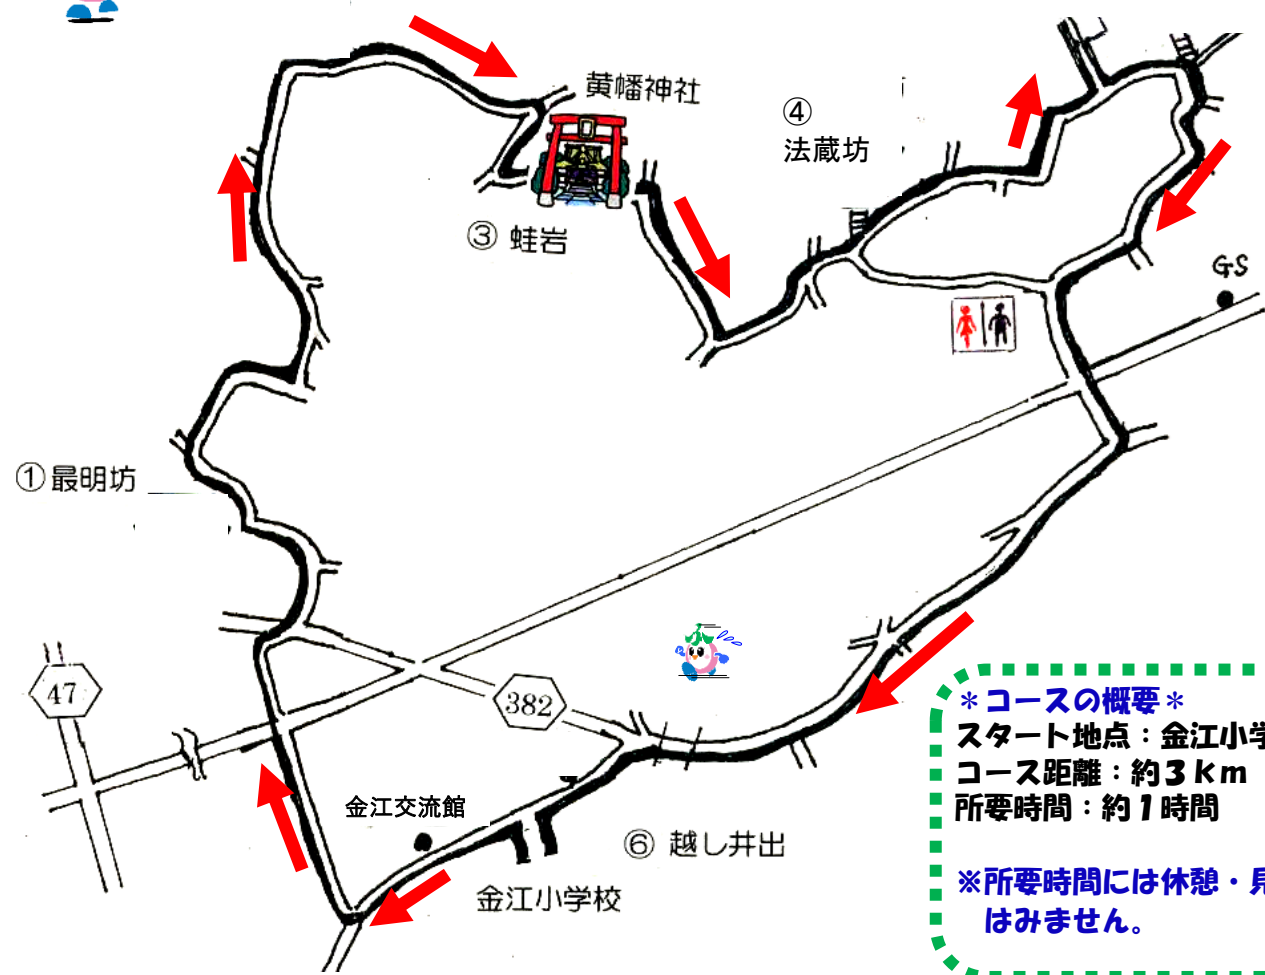 黄幡神社
④
法蔵坊
③ 蛙岩
GS
①最明坊
47
382
金江交流館
⑥ 越し井出
金江小学校
＊コースの概要＊
スタート地点：金江小学
コース距離：約３ｋｍ
所要時間：約１時間
※所要時間には休憩・見
はみません。